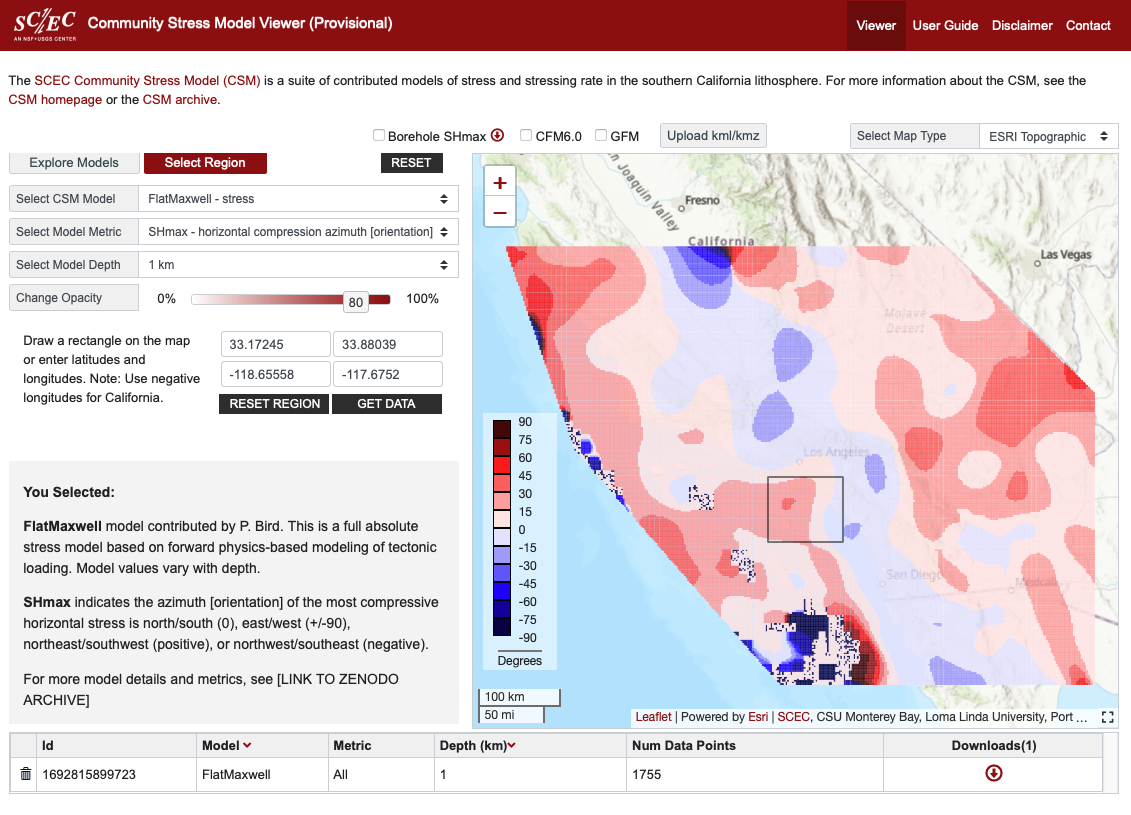 SC/EC
AN NSF+USGS CENTER
Community Stress Model Viewer (Provisional)
Viewer
User Guide
Disclaimer
Contact
The SCEC Community Stress Model (CSM) is a suite of contributed models of stress and stressing rate in the southern California lithosphere. For more information about the CSM, see the
CSM homepage or the CSM archive.
Borehole SHmax
CFM6.0
GFM
Upload kml/kmz
Select Map Type
ESRI Topographic
Explore Models
Select Region
RESET
Select CSM Model
FlatMaxwell - stress
Select Model Metric
SHmax - horizontal compression azimuth [orientation]
Select Model Depth
1 km
Change Opacity
0%
80
100%
Draw a rectangle on the map
or enter latitudes and
longitudes. Note: Use negative
longitudes for California.
33.17245
33.88039
-118.65558
-117.6752
RESET REGION
GET DATA
You Selected:
FlatMaxwell model contributed by P. Bird. This is a full absolute
stress model based on forward physics-based modeling of tectonic
loading. Model values vary with depth.
SHmax indicates the azimuth [orientation] of the most compressive
horizontal stress is north/south (0), east/west (+/-90),
northeast/southwest (positive), or northwest/southeast (negative).
For more model details and metrics, see [LINK TO ZENODO
ARCHIVE]
+
−
n Joaquin Valley
Fresno
California
Las Vegas
Mojave
Desert
Los Angeles
San Diego
Mexicali
90
75
60
45
30
15
0
-15
-30
-45
-60
-75
-90
Degrees
100 km
50 mi
Leaflet | Powered by Esri | SCEC, CSU Monterey Bay, Loma Linda University, Port ...
Id
Model
Metric
Depth (km)
Num Data Points
Downloads(1)
1692815899723
FlatMaxwell
All
1
1755